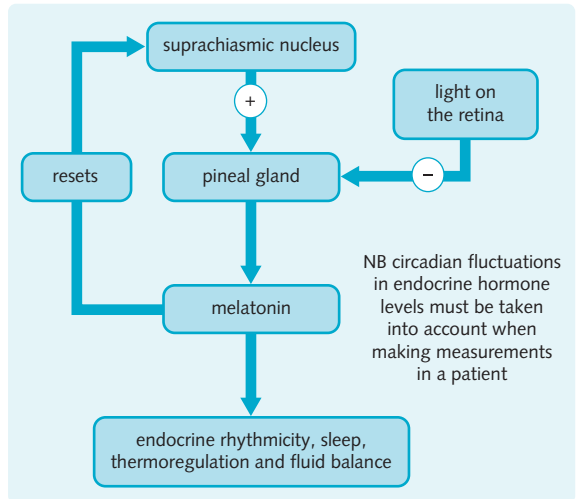 suprachiasmic nucleus
+
light on
the retina
resets
pineal gland
–
NB circadian fluctuations
in endocrine hormone
levels must be taken
into account when
making measurements
in a patient
melatonin
endocrine rhythmicity, sleep,
thermoregulation and fluid balance